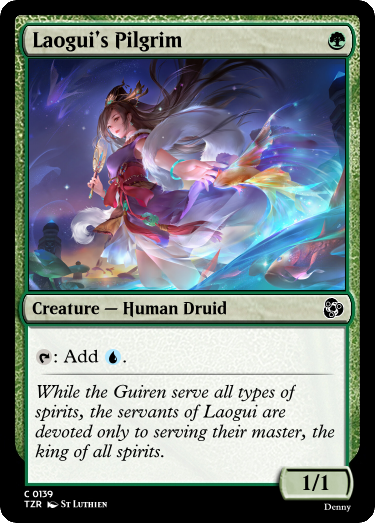 Laogui's Pilgrim
Creature — Human Druid
: Add .
While the Guiren serve all types of
spirits, the servants of Laogui are
devoted only to serving their master, the
king of all spirits.
1/1
C 0139
TZR St Luthien
Denny